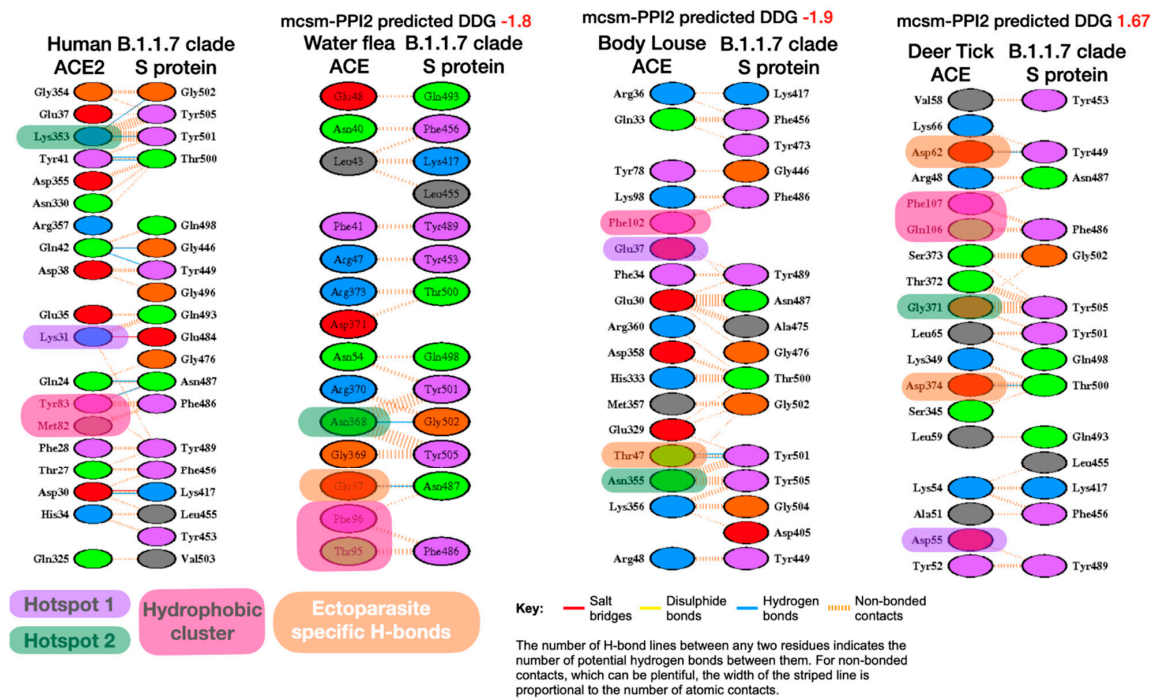 mcsm-PPI2 predicted DDG -1.8
mcsm-PPI2 predicted DDG -1.9
mcsm-PPI2 predicted DDG 1.67
Human B.1.1.7 clade
ACE2 S protein
Gly354 Gly502
Glu37 Tyr505
Lys353 Tyr501
Tyr41 Thr500
Asp355
Asn330
Arg357 Gln498
Gln42 Gly446
Asp38 Tyr449
Gly496
Glu35 Gln493
Lys31 Glu484
Gly476
Gln24 Asn487
Tyr83 Phe486
Met82
Phe28 Tyr489
Thr27 Phe456
Asp30 Lys417
His34 Leu455
Tyr453
Gln325 Val503
Water flea B.1.1.7 clade
ACE S protein
Glu48 Gln493
Asn40 Phe456
Leu43 Lys417
Leu455
Phe41 Tyr489
Arg47 Tyr453
Arg373 Thr500
Asp371
Asn54 Gln498
Arg370 Tyr501
Asn368 Gly502
Gly369 Tyr505
Glu37 Asn487
Phe96
Thr95 Phe486
Body Louse B.1.1.7 clade
ACE S protein
Arg36 Lys417
Gln33 Phe456
Tyr473
Tyr78 Gly446
Lys98 Phe486
Phe102
Glu37
Phe34 Tyr489
Glu30 Asn487
Arg360 Ala475
Asp358 Gly476
His333 Thr500
Met357 Gly502
Glu329
Thr47 Tyr501
Asn355 Tyr505
Lys356 Gly504
Asp405
Arg48 Tyr449
Deer Tick B.1.1.7 clade
ACE S protein
Val58 Tyr453
Lys66
Asp62 Tyr449
Arg48 Asn487
Phe107
Gln106 Phe486
Ser373 Gly502
Thr372
Gly371 Tyr505
Leu65 Tyr501
Lys349 Gln498
Asp374 Thr500
Ser345
Leu59 Gln493
Leu455
Lys54 Lys417
Ala51 Phe456
Asp55
Tyr52 Tyr489
Hotspot 1
Hotspot 2
Hydrophobic
cluster
Ectoparasite
specific H-bonds
Key:
Salt
bridges
Disulphide
bonds
Hydrogen
bonds
Non-bonded
contacts
The number of H-bond lines between any two residues indicates the
number of potential hydrogen bonds between them. For non-bonded
contacts, which can be plentiful, the width of the striped line is
proportional to the number of atomic contacts.